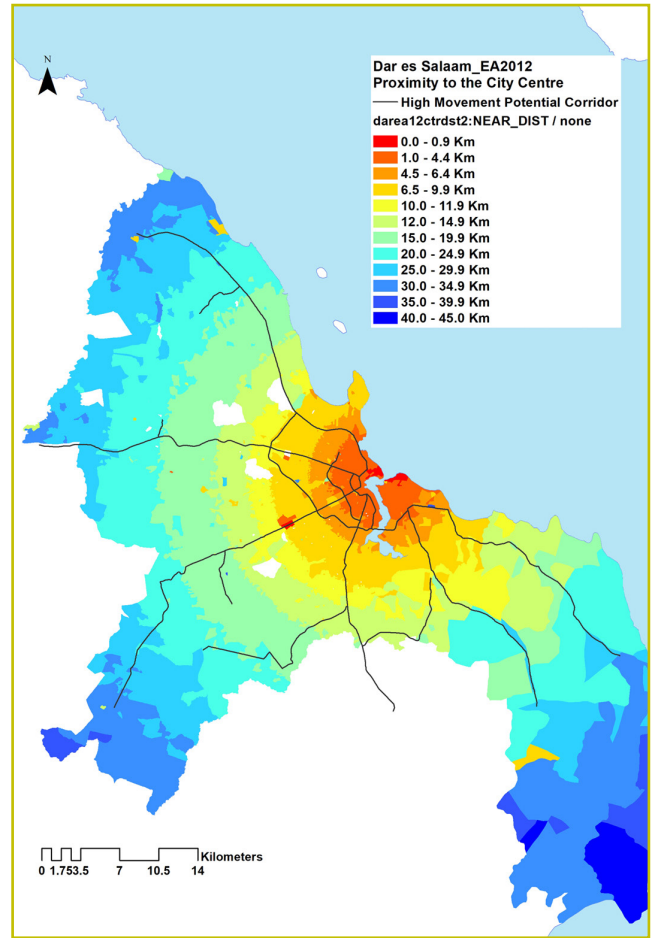 N
Dar es Salaam_EA2012
Proximity to the City Centre
High Movement Potential Corridor
darea12ctrdst2:NEAR_DIST / none
0.0 - 0.9 Km
1.0 - 4.4 Km
4.5 - 6.4 Km
6.5 - 9.9 Km
10.0 - 11.9 Km
12.0 - 14.9 Km
15.0 - 19.9 Km
20.0 - 24.9 Km
25.0 - 29.9 Km
30.0 - 34.9 Km
35.0 - 39.9 Km
40.0 - 45.0 Km
Kilometers
0 1.753.5 7 10.5 14